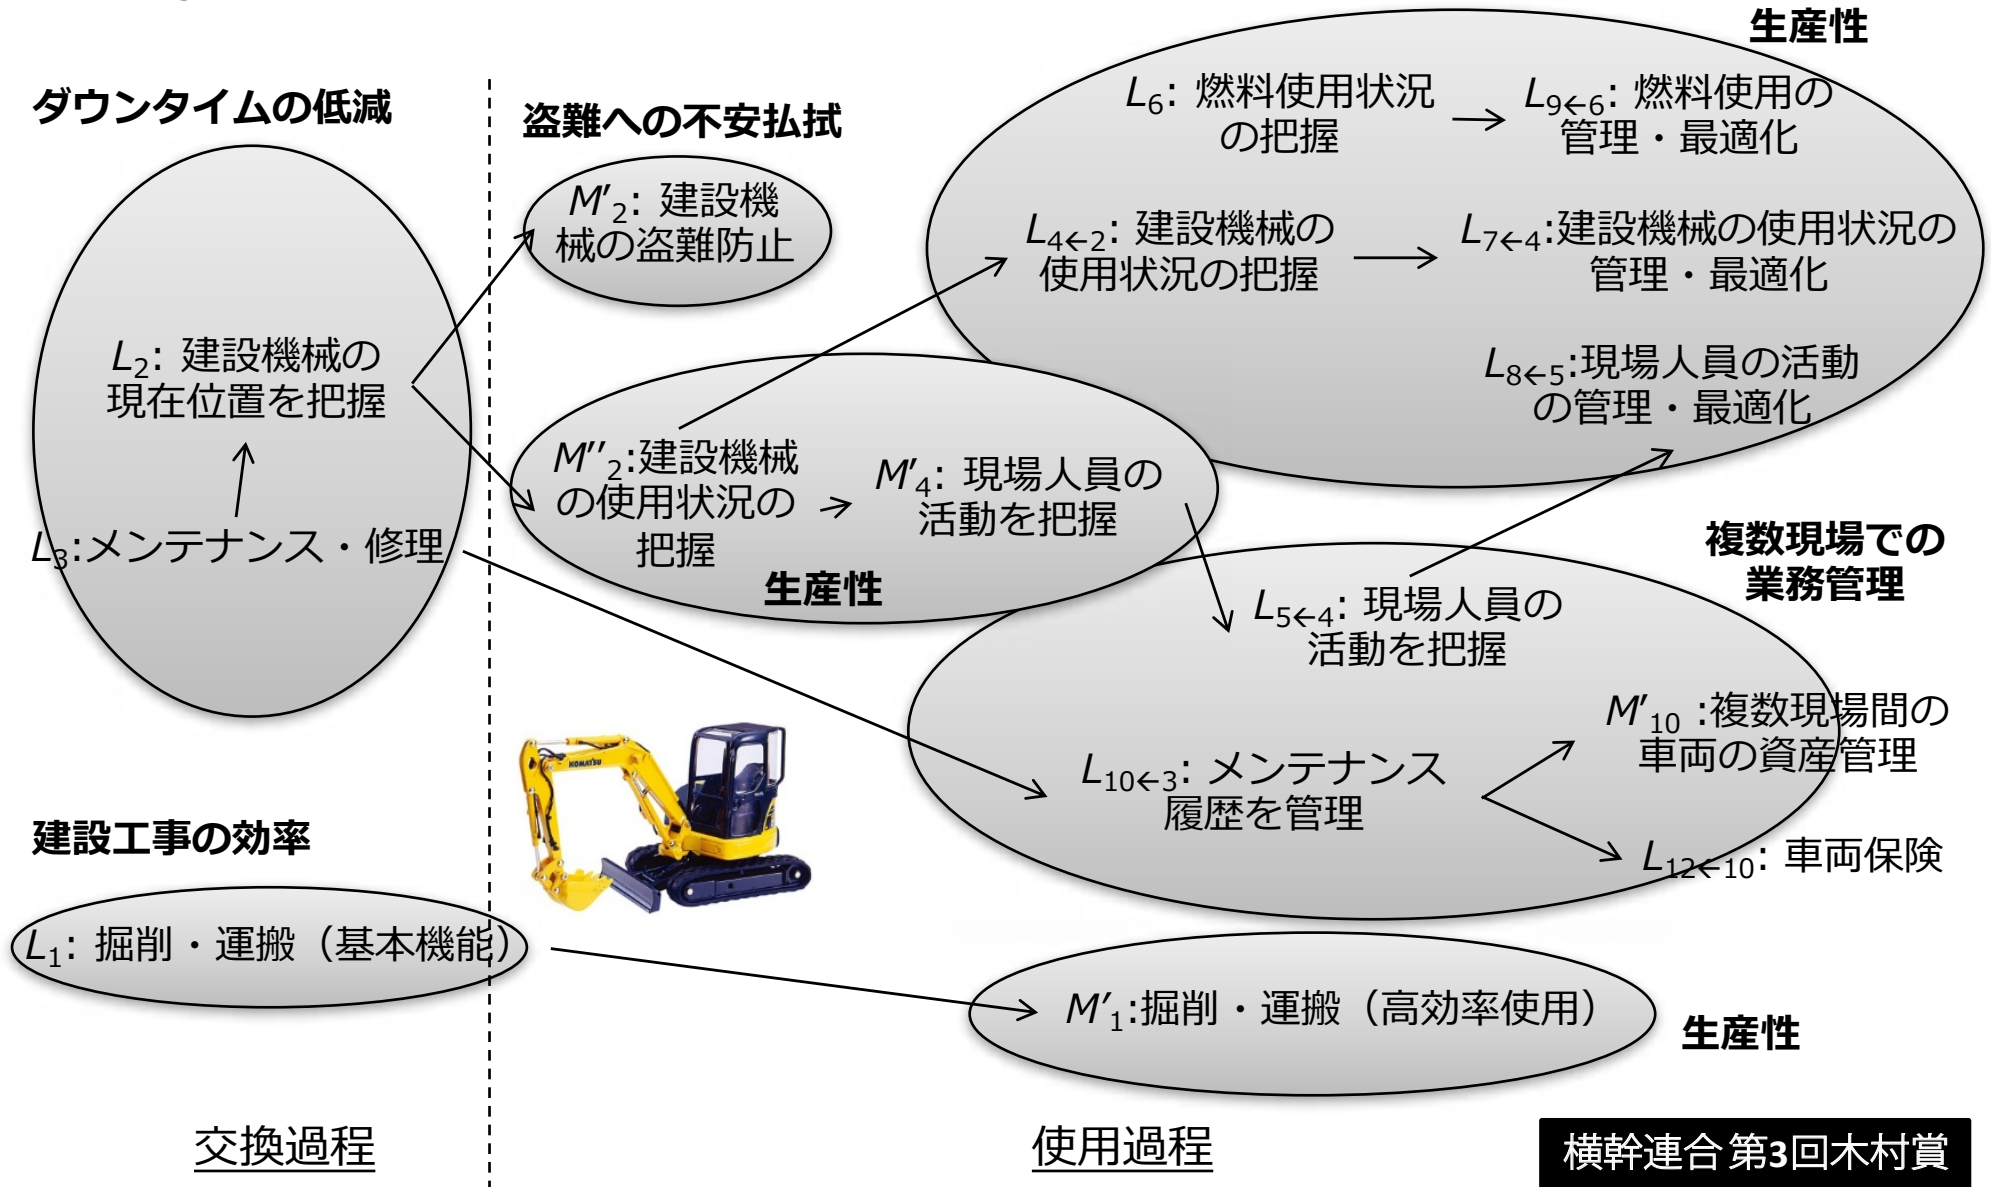 ダウンタイムの低減
L2: 建設機械の
現在位置を把握
L3:メンテナンス・修理
建設工事の効率
L1: 掘削・運搬（基本機能）
交換過程
盗難への不安払拭
M′2: 建設機
械の盗難防止
M′′2:建設機械
の使用状況の
把握
M′4: 現場人員の
活動を把握
生産性
生産性
L6: 燃料使用状況
の把握
L9←6: 燃料使用の
管理・最適化
L4←2: 建設機械の
使用状況の把握
L7←4:建設機械の使用状況の
管理・最適化
L8←5:現場人員の活動
の管理・最適化
複数現場での
業務管理
L5←4: 現場人員の
活動を把握
M′10 :複数現場間の
車両の資産管理
L10←3: メンテナンス
履歴を管理
L12←10: 車両保険
KOMATSU
M′1:掘削・運搬（高効率使用）
生産性
使用過程
横幹連合 第3回木村賞